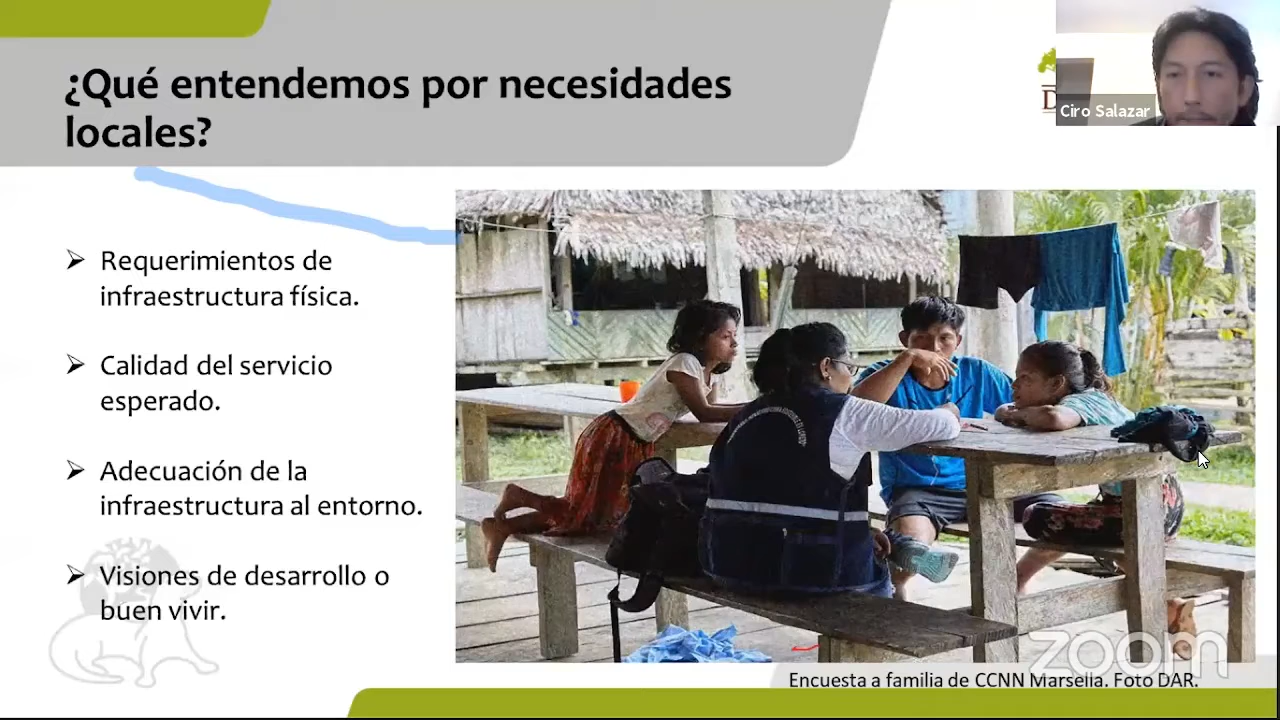 ¿Qué entendemos por necesidades
locales?
Ciro Salazar
➢ Requerimientos de
infraestructura física.
➢ Calidad del servicio
esperado.
➢ Adecuación de la
infraestructura al entorno.
➢ Visiones de desarrollo o
buen vivir.
zoom
Encuesta a familia de CCNN Marsella. Foto DAR.